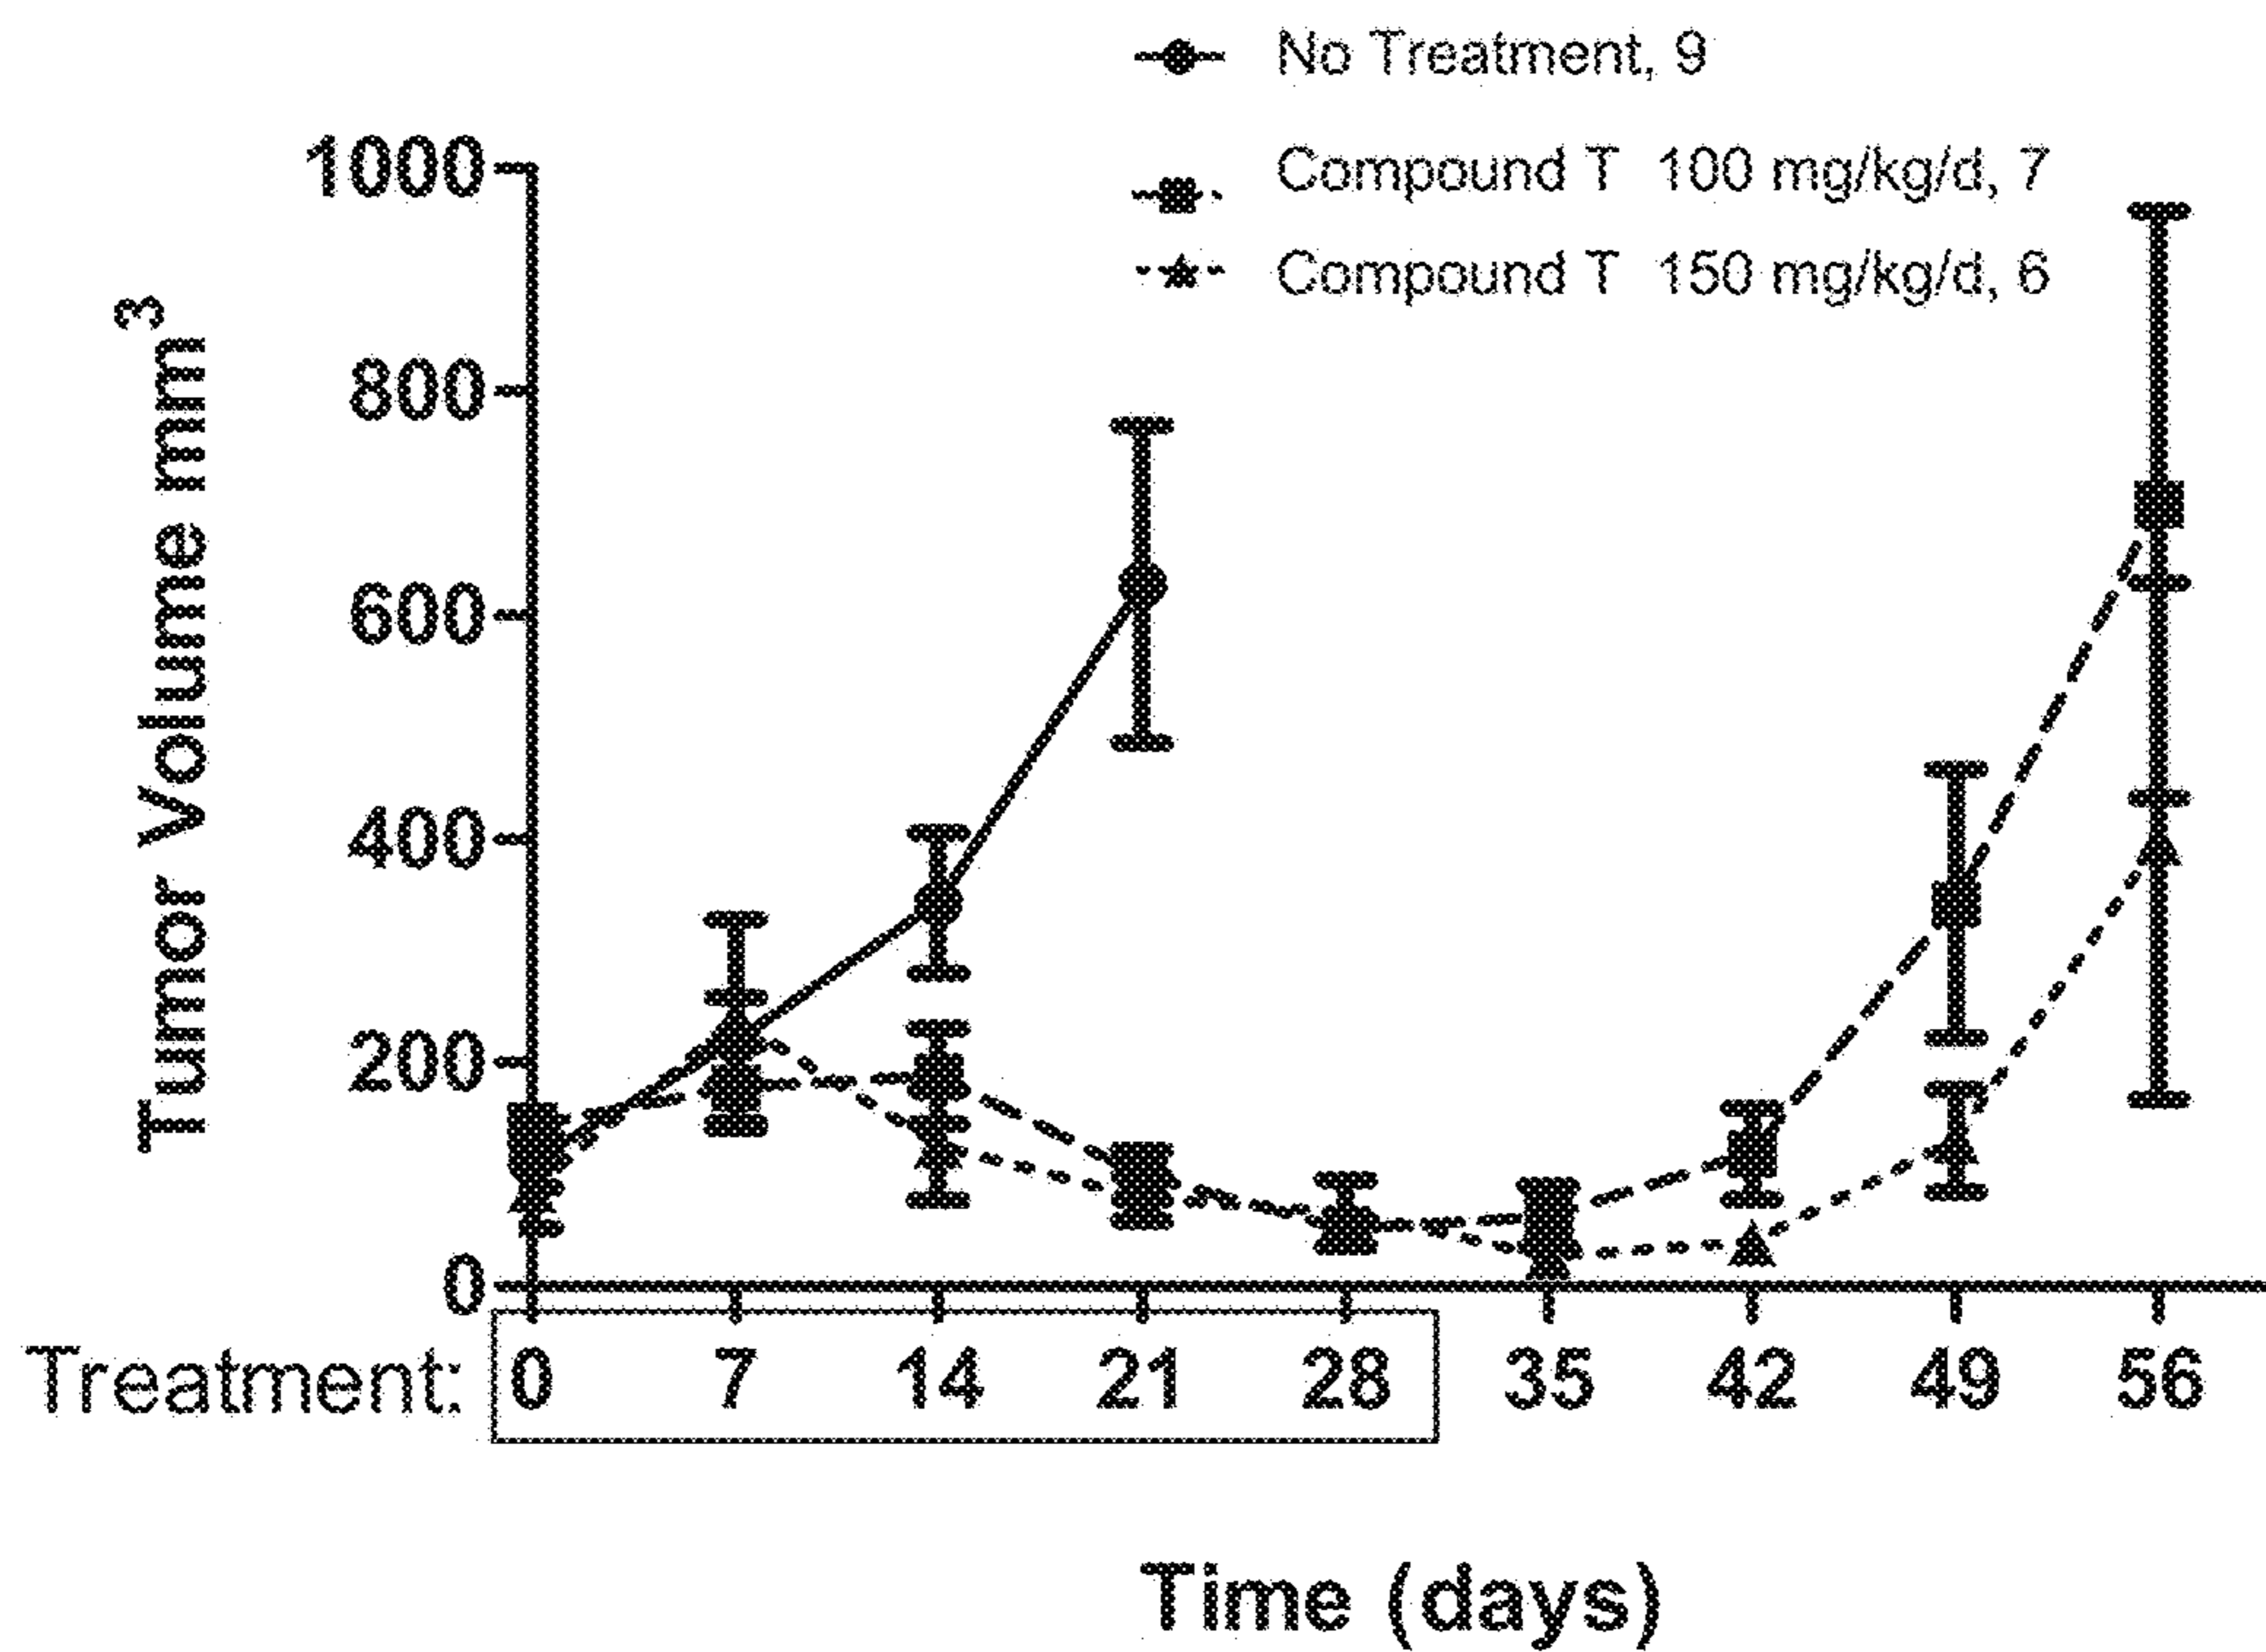 No Treatment, 9
Compound T 100 mg/kg/d, 7
Compound T 150 mg/kg/d, 6
1000
800
600
400
200
0
Tumor Volume mm³
Treatment: 0 7 14 21 28 35 42 49 56
Time (days)